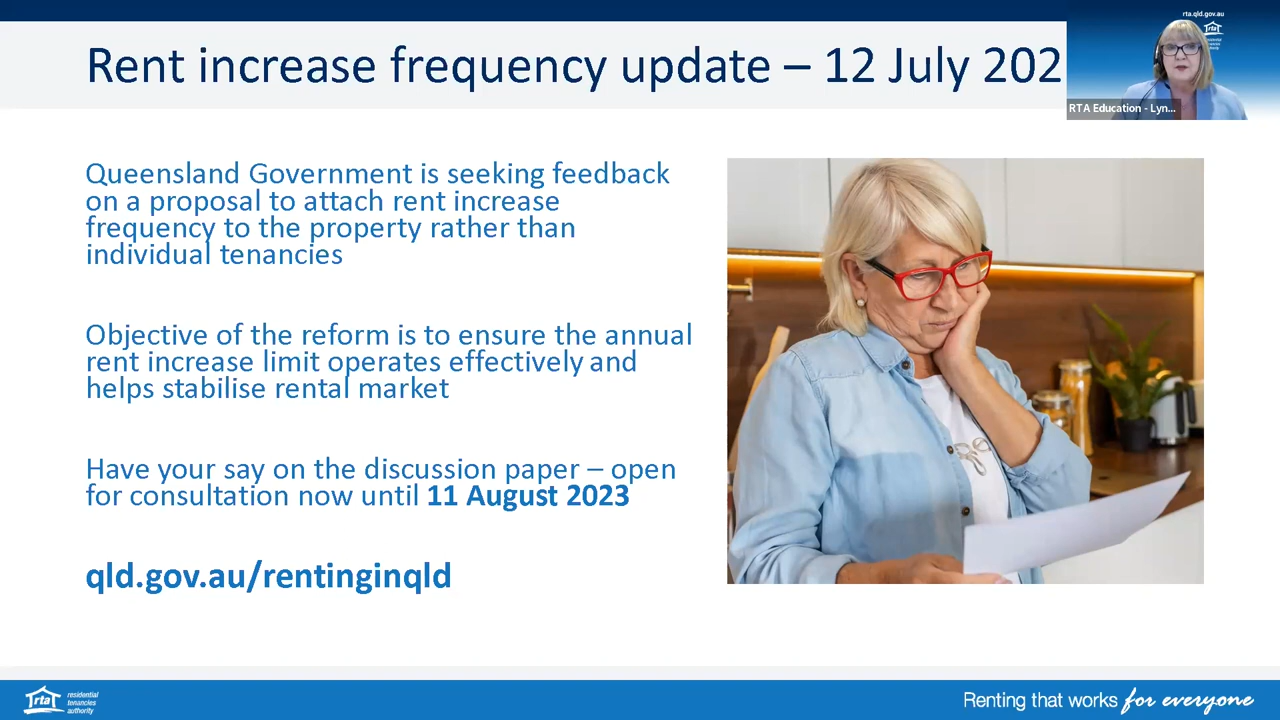 rta.qld.gov.au
rta
residential
tenancies
authority
Rent increase frequency update – 12 July 202
RTA Education - Lyn...
Queensland Government is seeking feedback
on a proposal to attach rent increase
frequency to the property rather than
individual tenancies
Objective of the reform is to ensure the annual
rent increase limit operates effectively and
helps stabilise rental market
Have your say on the discussion paper – open
for consultation now until 11 August 2023
qld.gov.au/rentinginqld
rta
residential
tenancies
authority
Renting that works for everyone